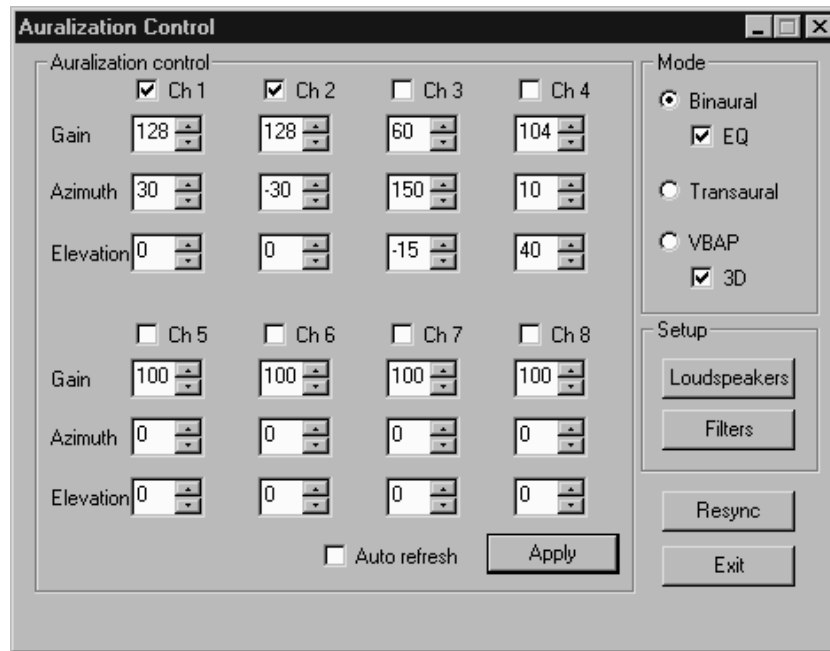 Auralization Control
Auralization control
Ch 1 Ch 2 Ch 3 Ch 4
Gain 128 128 60 104
Azimuth 30 -30 150 10
Elevation 0 0 -15 40
Ch 5 Ch 6 Ch 7 Ch 8
Gain 100 100 100 100
Azimuth 0 0 0 0
Elevation 0 0 0 0
Auto refresh Apply
Mode
Binaural
EQ
Transaural
VBAP
3D
Setup
Loudspeakers
Filters
Resync
Exit